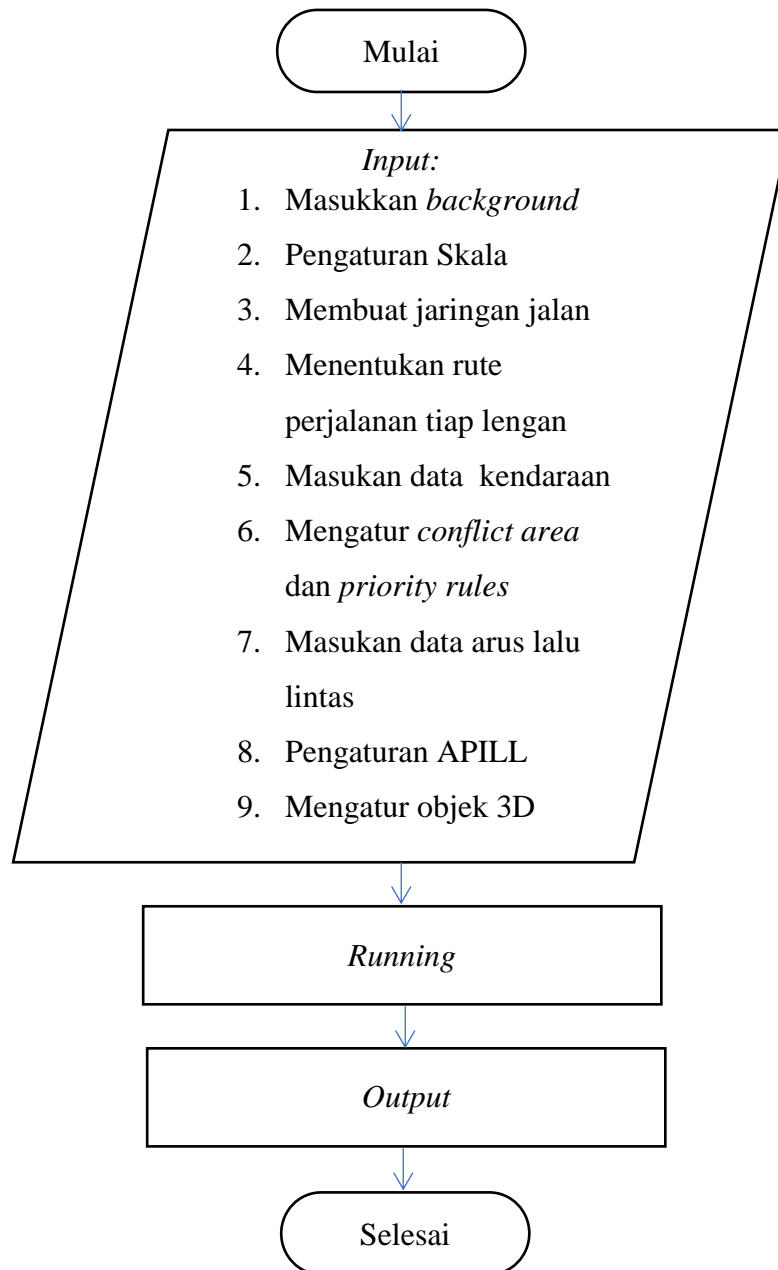 Mulai
Input:
1. Masukkan background
2. Pengaturan Skala
3. Membuat jaringan jalan
4. Menentukan rute
perjalanan tiap lengan
5. Masukan data kendaraan
6. Mengatur conflict area
dan priority rules
7. Masukan data arus lalu
lintas
8. Pengaturan APILL
9. Mengatur objek 3D
Running
Output
Selesai